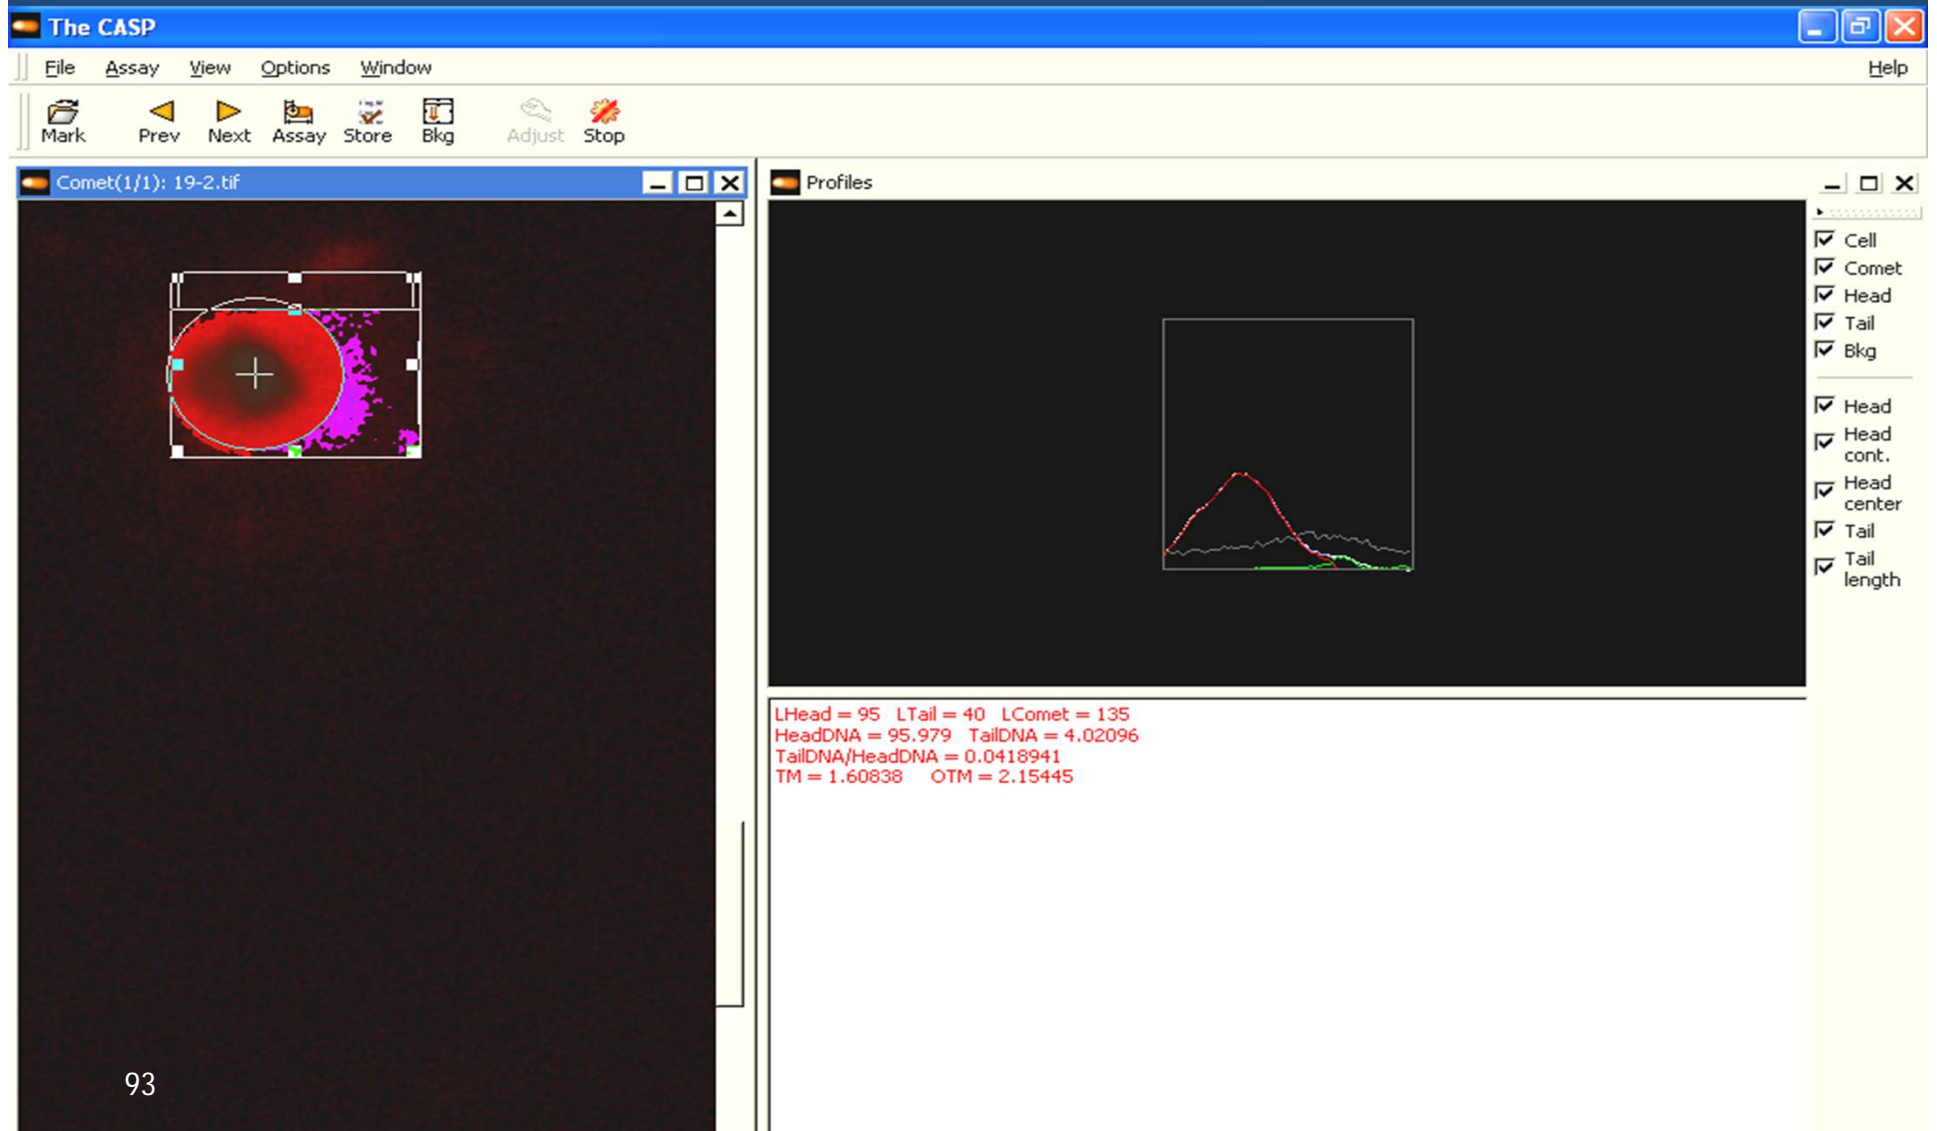 The CASP
File Assay View Options Window Help
Mark Prev Next Assay Store Bkg Adjust Stop
Comet(1/1): 19-2.tif
Profiles
Cell
Comet
Head
Tail
Bkg
Head
Head
cont.
Head
center
Tail
Tail
length
LHead = 95 LTail = 40 LComet = 135
HeadDNA = 95.979 TailDNA = 4.02096
TailDNA/HeadDNA = 0.0418941
TM = 1.60838 OTM = 2.15445
93